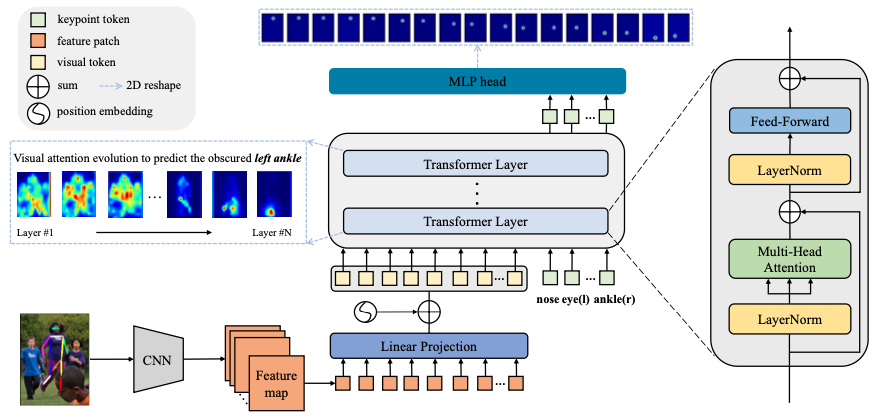 keypoint token
feature patch
visual token
sum
2D reshape
position embedding
MLP head
Visual attention evolution to predict the obscured left ankle
Layer #1
Layer #N
Transformer Layer
Transformer Layer
nose eye(l) ankle(r)
CNN
Feature
map
Linear Projection
Feed-Forward
LayerNorm
Multi-Head
Attention
LayerNorm